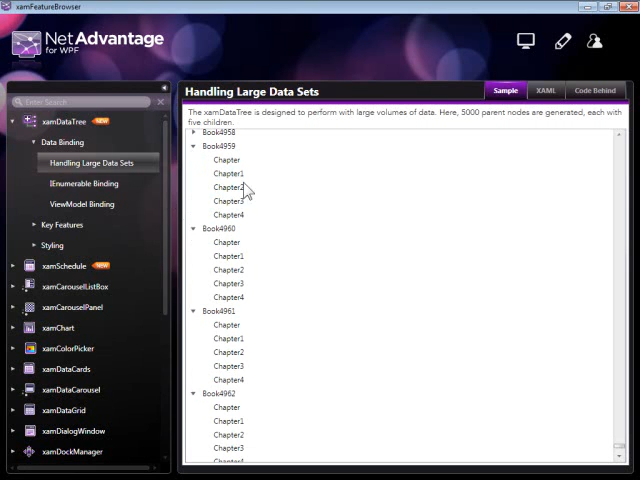 xamFeatureBrowser
NetAdvantage
for WPF
Handling Large Data Sets
Sample
XAML
Code Behind
Enter Search
The xamDataTree is designed to perform with large volumes of data. Here, 5000 parent nodes are generated, each with
five children.
xamDataTree NEW
Data Binding
Handling Large Data Sets
IEnumerable Binding
ViewModel Binding
Key Features
Styling
xamSchedule NEW
xamCarouselListBox
xamCarouselPanel
xamChart
xamColorPicker
xamDataCards
xamDataCarousel
xamDataGrid
xamDialogWindow
xamDockManager
Book4958
Book4959
Chapter
Chapter1
Chapter2
Chapter3
Chapter4
Book4960
Chapter
Chapter1
Chapter2
Chapter3
Chapter4
Book4961
Chapter
Chapter1
Chapter2
Chapter3
Chapter4
Book4962
Chapter
Chapter1
Chapter2
Chapter3
Chapter4